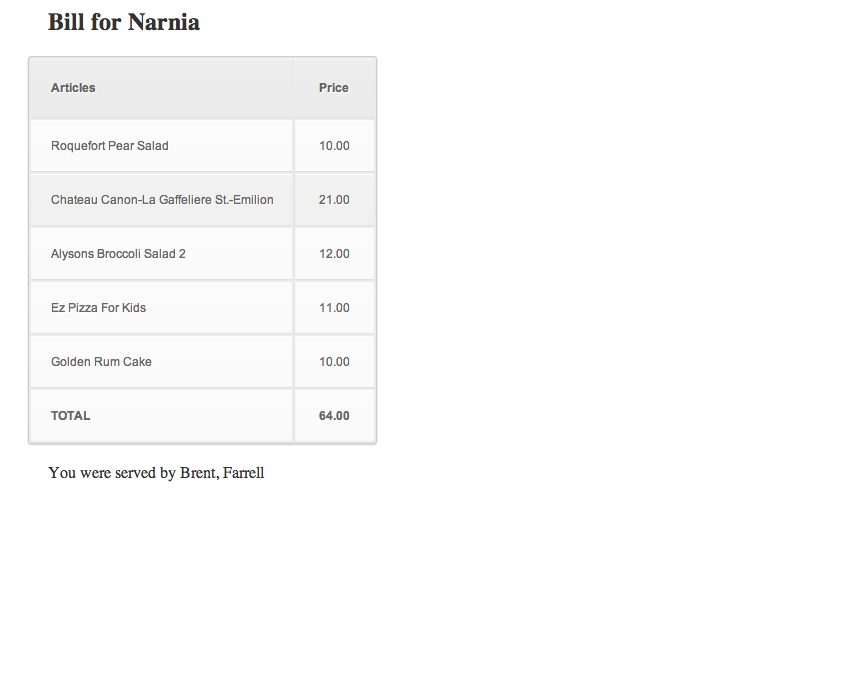 Bill for Narnia
Articles Price
Roquefort Pear Salad 10.00
Chateau Canon-La Gaffeliere St.-Emilion 21.00
Alysons Broccoli Salad 2 12.00
Ez Pizza For Kids 11.00
Golden Rum Cake 10.00
TOTAL 64.00
You were served by Brent, Farrell